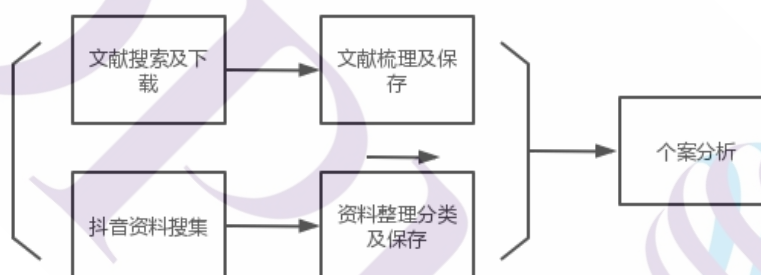 文献搜索及下
载
文献梳理及保
存
个案分析
抖音资料搜集
资料整理分类
及保存